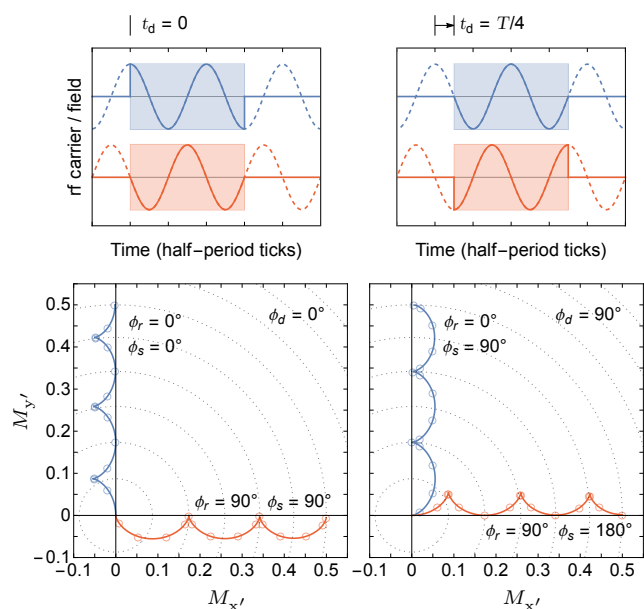 t_d = 0
t_d = T/4
rf carrier / field
Time (half−period ticks)
Time (half−period ticks)
0.5
0.4
0.3
0.2
0.1
0
−0.1
M_y′
ϕ_r = 0°
ϕ_s = 0°
ϕ_d = 0°
ϕ_r = 90° ϕ_s = 90°
ϕ_r = 0°
ϕ_s = 90°
ϕ_d = 90°
ϕ_r = 90° ϕ_s = 180°
−0.1 0 0.1 0.2 0.3 0.4 0.5
−0.1 0 0.1 0.2 0.3 0.4 0.5
M_x′
M_x′